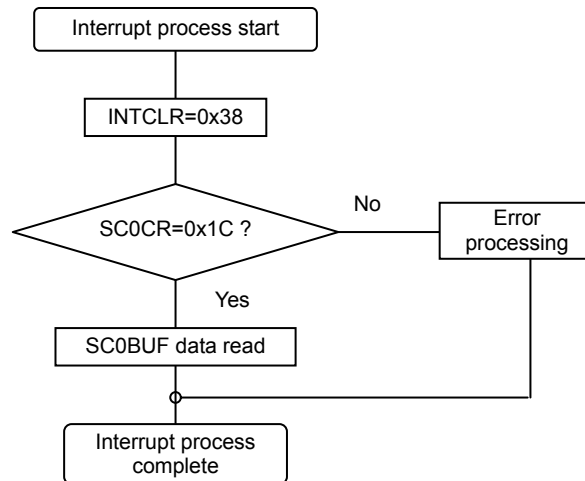 Interrupt process start
INTCLR=0x38
SC0CR=0x1C ?
No
Error
processing
Yes
SC0BUF data read
Interrupt process
complete